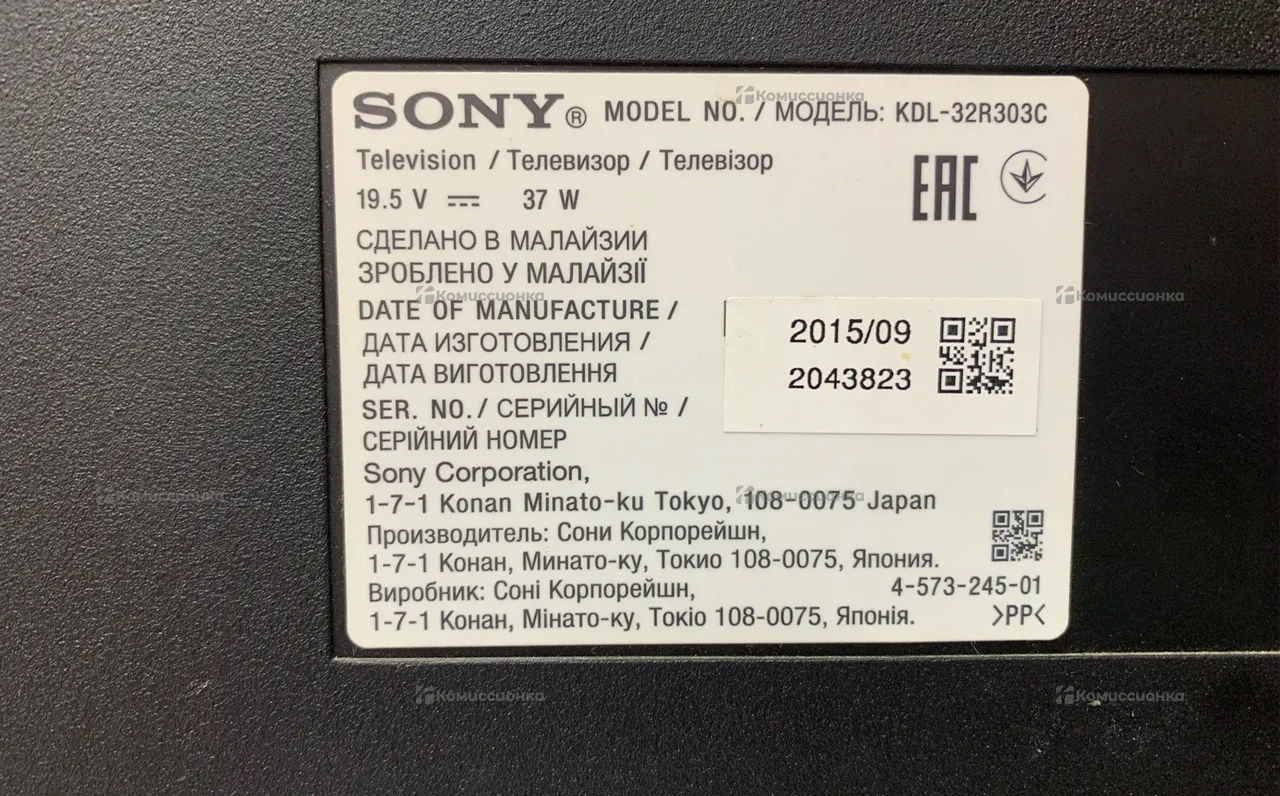 SONY® MODEL NO. / МОДЕЛЬ: KDL-32R303C
Television / Телевизор / Телевізор
19.5 V ⎓ 37 W
EAC
СДЕЛАНО В МАЛАЙЗИИ
ЗРОБЛЕНО У МАЛАЙЗІЇ
DATE OF MANUFACTURE /
ДАТА ИЗГОТОВЛЕНИЯ /
ДАТА ВИГОТОВЛЕННЯ
2015/09
2043823
SER. NO. / СЕРИЙНЫЙ № /
СЕРІЙНИЙ НОМЕР
Sony Corporation,
1-7-1 Konan Minato-ku Tokyo, 108-0075 Japan
Производитель: Сони Корпорейшн,
1-7-1 Конан, Минато-ку, Токио 108-0075, Япония.
Виробник: Соні Корпорейшн,
4-573-245-01
1-7-1 Конан, Мінато-ку, Токіо 108-0075, Японія.
>PP<
Комиссионка
Комиссионка
Комиссионка
Комиссионка
Комиссионка
Комиссионка
Комиссионка